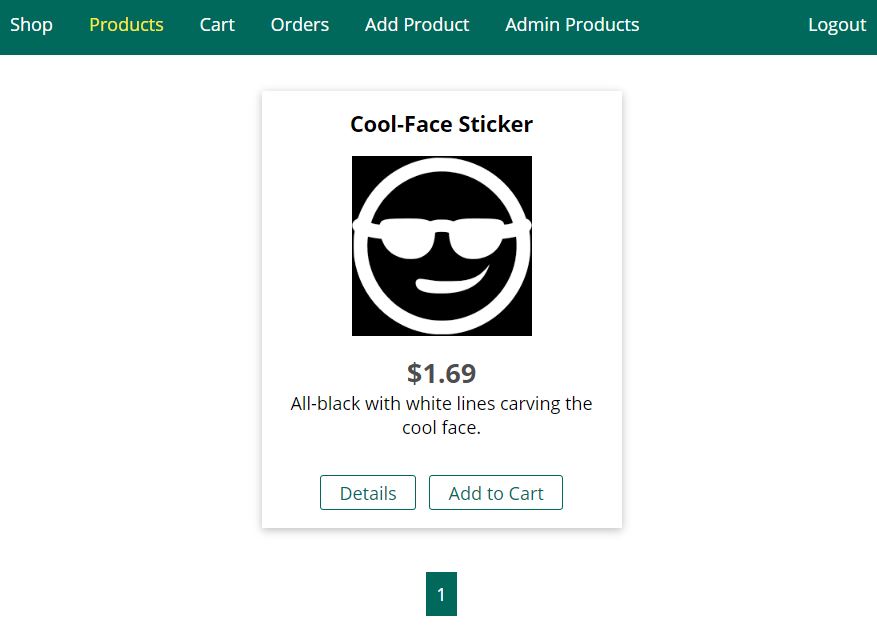 Shop Products Cart Orders Add Product Admin Products Logout
Cool-Face Sticker
$1.69
All-black with white lines carving the
cool face.
Details Add to Cart
1